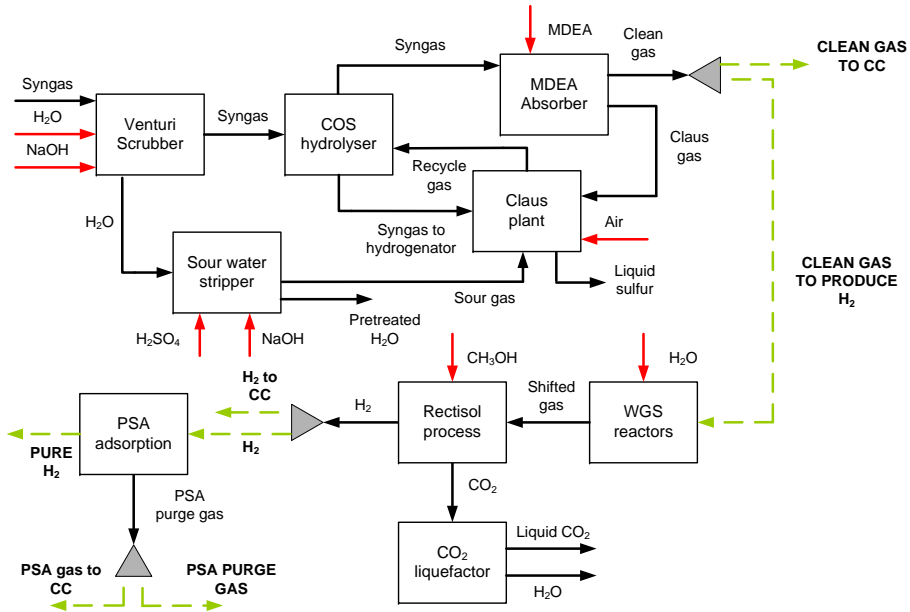 MDEA
Clean
gas
CLEAN GAS
TO CC
Syngas
Syngas
H₂O
NaOH
Venturi
Scrubber
Syngas
COS
hydrolyser
MDEA
Absorber
Claus
gas
Recycle
gas
Claus
plant
H₂O
Syngas to
hydrogenator
Air
Sour water
stripper
Sour gas
Liquid
sulfur
CLEAN GAS
TO PRODUCE
H₂
Pretreated
H₂O
H₂SO₄
NaOH
CH₃OH
H₂O
H₂ to
CC
Shifted
gas
PSA
adsorption
H₂
H₂
Rectisol
process
WGS
reactors
PURE
H₂
PSA
purge gas
CO₂
Liquid CO₂
CO₂
liquefactor
H₂O
PSA gas to
CC
PSA PURGE
GAS